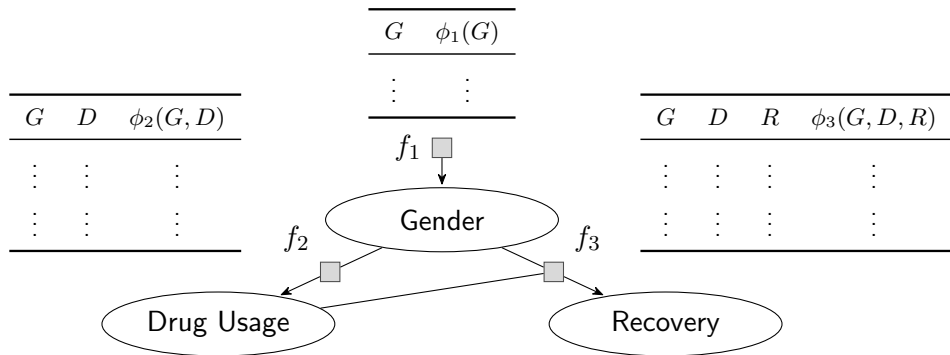 G ϕ₁(G)
⋮ ⋮
G D ϕ₂(G, D)
⋮ ⋮ ⋮
⋮ ⋮ ⋮
G D R ϕ₃(G, D, R)
⋮ ⋮ ⋮ ⋮
⋮ ⋮ ⋮ ⋮
f₁
Gender
f₂
f₃
Drug Usage
Recovery